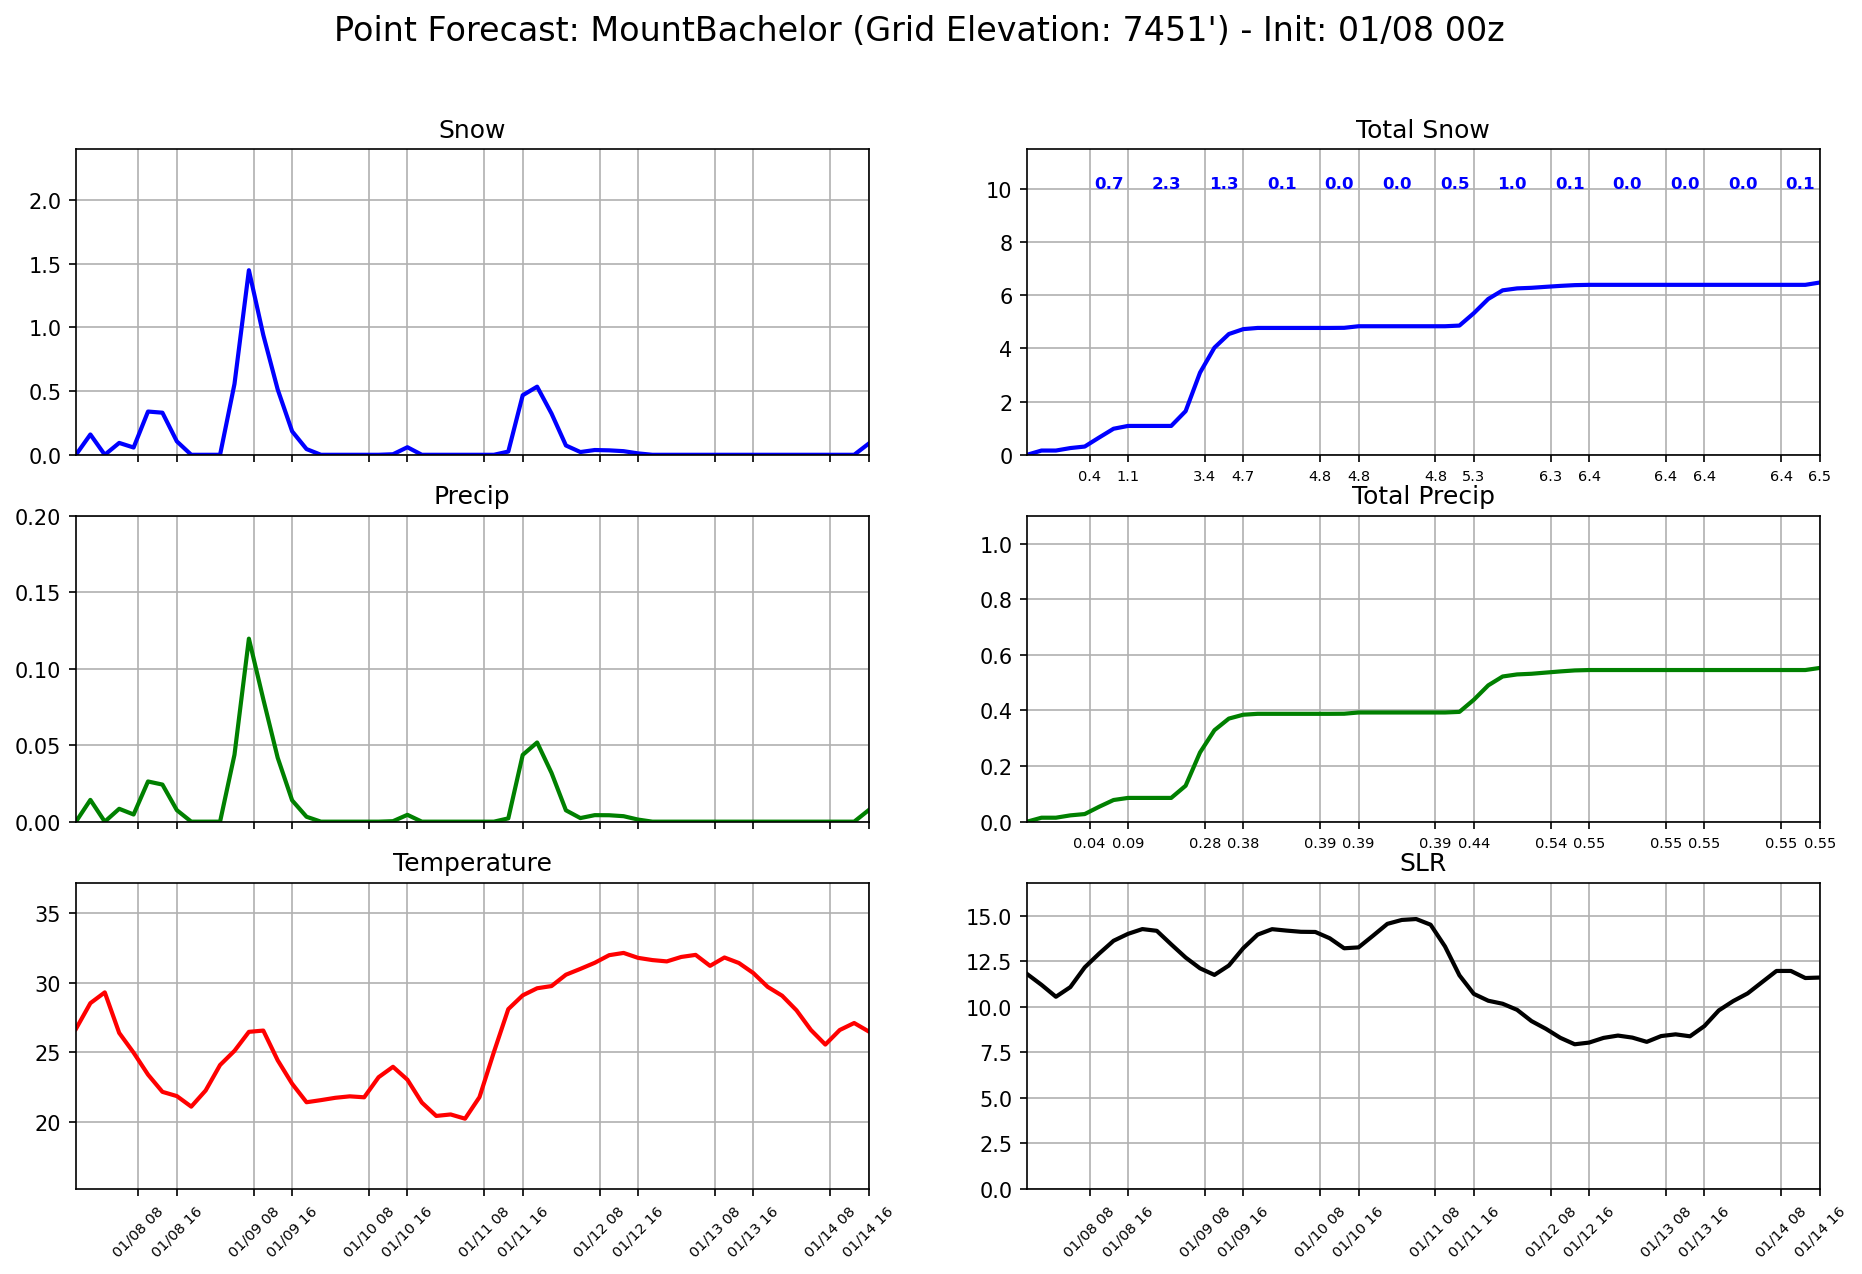 Point Forecast: MountBachelor (Grid Elevation: 7451') - Init: 01/08 00z
Snow
2.0
1.5
1.0
0.5
0.0
Total Snow
10
8
6
4
2
0
0.7 2.3 1.3 0.1 0.0 0.0 0.5 1.0 0.1 0.0 0.0 0.0 0.1
0.4 1.1 3.4 4.7 4.8 4.8 4.8 5.3 6.3 6.4 6.4 6.4 6.4 6.5
Precip
0.20
0.15
0.10
0.05
0.00
Total Precip
1.0
0.8
0.6
0.4
0.2
0.0
0.04 0.09 0.28 0.38 0.39 0.39 0.39 0.44 0.54 0.55 0.55 0.55 0.55 0.55
Temperature
35
30
25
20
01/08 08 01/08 16 01/09 08 01/09 16 01/10 08 01/10 16 01/11 08 01/11 16 01/12 08 01/12 16 01/13 08 01/13 16 01/14 08 01/14 16
SLR
15.0
12.5
10.0
7.5
5.0
2.5
0.0
01/08 08 01/08 16 01/09 08 01/09 16 01/10 08 01/10 16 01/11 08 01/11 16 01/12 08 01/12 16 01/13 08 01/13 16 01/14 08 01/14 16